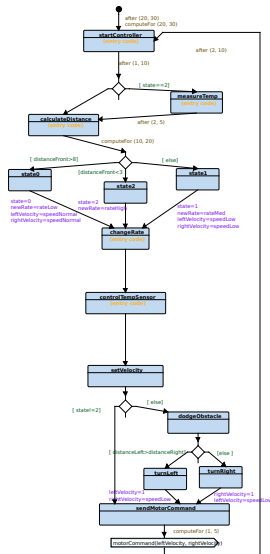 after (20, 30)
computeFor (20, 30)
startController
(entry code)
after (2, 10)
after (1, 10)
[ state==2]
measureTemp
(entry code)
calculateDistance
(entry code)
after (2, 5)
computeFor (10, 20)
[ distanceFront>8]
[distanceFront<3
[ else]
state0
state2
state1
state=0
newRate=rateLow
leftVelocity=speedNormal
rightVelocity=speedNormal
state=2
newRate=rateHigh
state=1
newRate=rateMed
leftVelocity=speedLow
rightVelocity=speedLow
changeRate
(entry code)
controlTempSensor
(entry code)
setVelocity
[ state!=2]
[ else]
dodgeObstacle
[ distanceLeft>distanceRight]
[else ]
turnLeft
turnRight
leftVelocity=1
rightVelocity=speedLow
rightVelocity=1
leftVelocity=speedLow
sendMotorCommand
computeFor (1, 5)
motorCommand(leftVelocity, rightVelocity)